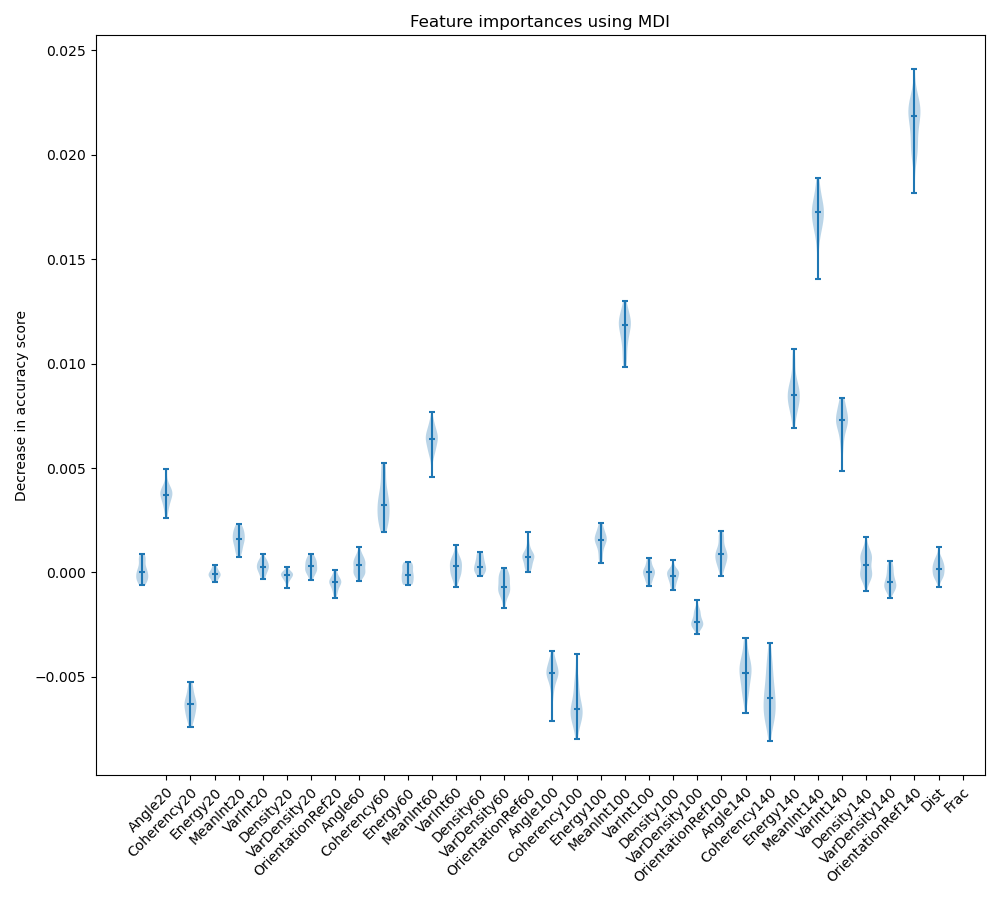 Feature importances using MDI
Decrease in accuracy score
0.025
0.020
0.015
0.010
0.005
0.000
−0.005
Angle20
Coherency20
Energy20
MeanInt20
VarInt20
Density20
VarDensity20
OrientationRef20
Angle60
Coherency60
Energy60
MeanInt60
VarInt60
Density60
VarDensity60
OrientationRef60
Angle100
Coherency100
Energy100
MeanInt100
VarInt100
Density100
VarDensity100
OrientationRef100
Angle140
Coherency140
Energy140
MeanInt140
VarInt140
Density140
VarDensity140
OrientationRef140
Dist
Frac